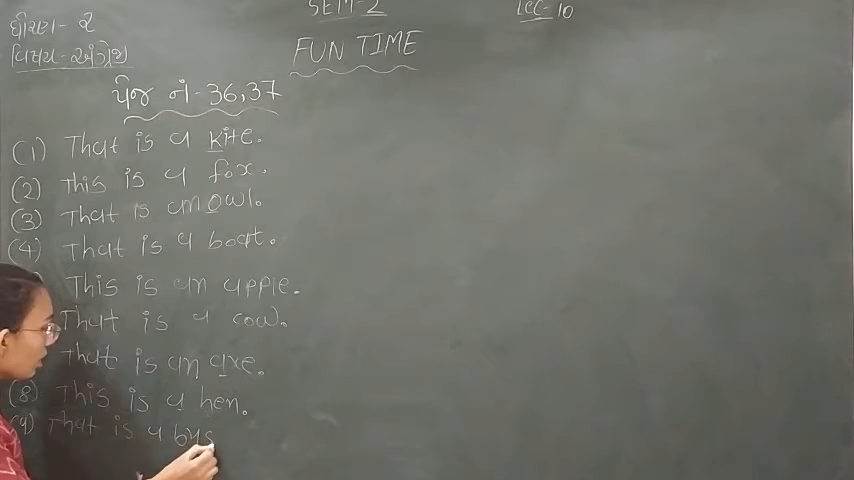 SEM-2
LEC-10
ધોરણ-૨
વિષય-અંગ્રેજી
FUN TIME
પેજ નં-36,37
(1) That is a kite.
(2) This is a fox.
(3) That is an owl.
(4) That is a boat.
This is an apple.
That is a cow.
That is an axe.
(8) This is a hen.
(9) That is a bus